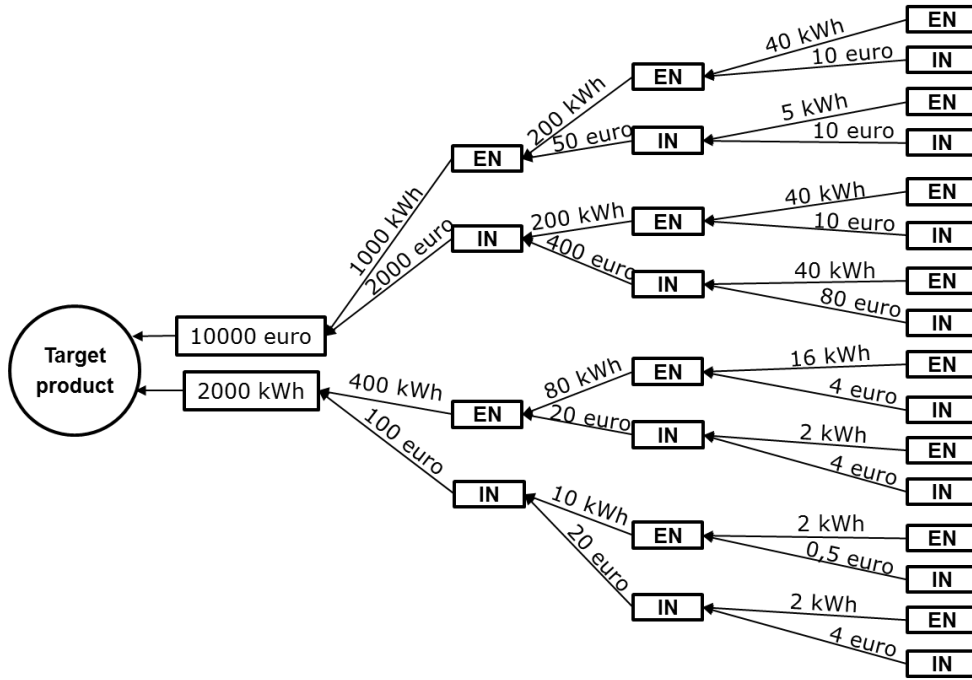 EN
40 kWh
10 euro
IN
EN
200 kWh
5 kWh
EN
50 euro
IN
10 euro
IN
EN
1000 kWh
40 kWh
EN
200 kWh
EN
10 euro
IN
2000 euro
IN
400 euro
40 kWh
EN
IN
80 euro
IN
10000 euro
Target
product
16 kWh
EN
80 kWh
EN
4 euro
IN
2000 kWh
400 kWh
EN
20 euro
IN
2 kWh
EN
100 euro
4 euro
IN
IN
10 kWh
EN
2 kWh
EN
0,5 euro
IN
20 euro
IN
2 kWh
EN
4 euro
IN